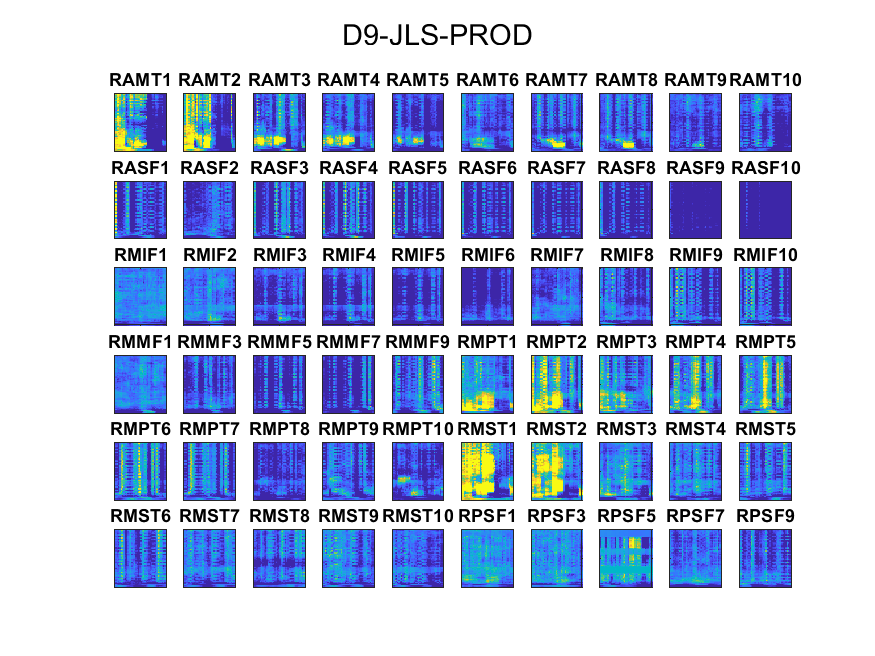 D9-JLS-PROD
RAMT1 RAMT2 RAMT3 RAMT4 RAMT5 RAMT6 RAMT7 RAMT8 RAMT9 RAMT10
RASF1 RASF2 RASF3 RASF4 RASF5 RASF6 RASF7 RASF8 RASF9 RASF10
RMIF1 RMIF2 RMIF3 RMIF4 RMIF5 RMIF6 RMIF7 RMIF8 RMIF9 RMIF10
RMMF1 RMMF3 RMMF5 RMMF7 RMMF9 RMPT1 RMPT2 RMPT3 RMPT4 RMPT5
RMPT6 RMPT7 RMPT8 RMPT9 RMPT10 RMST1 RMST2 RMST3 RMST4 RMST5
RMST6 RMST7 RMST8 RMST9 RMST10 RPSF1 RPSF3 RPSF5 RPSF7 RPSF9